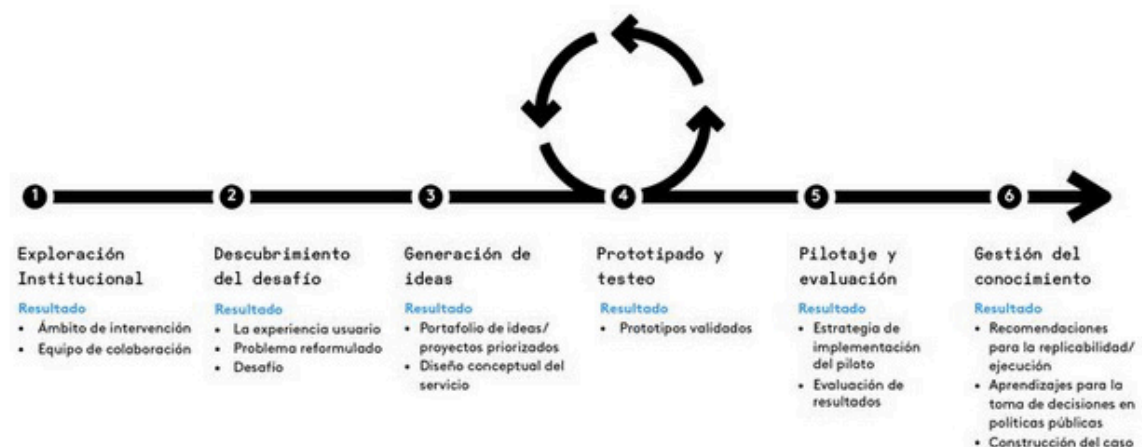 1
2
3
4
5
6
Exploración
Institucional
Resultado
• Ámbito de intervención
• Equipo de colaboración
Descubrimiento
del desafío
Resultado
• La experiencia usuario
• Problema reformulado
• Desafío
Generación de
ideas
Resultado
• Portafolio de ideas/
proyectos priorizados
• Diseño conceptual del
servicio
Prototipado y
testeo
Resultado
• Prototipos validados
Pilotaje y
evaluación
Resultado
• Estrategia de
implementación
del piloto
• Evaluación de
resultados
Gestión del
conocimiento
Resultado
• Recomendaciones
para la replicabilidad/
ejecución
• Aprendizajes para la
toma de decisiones en
políticas públicas
• Construcción del caso